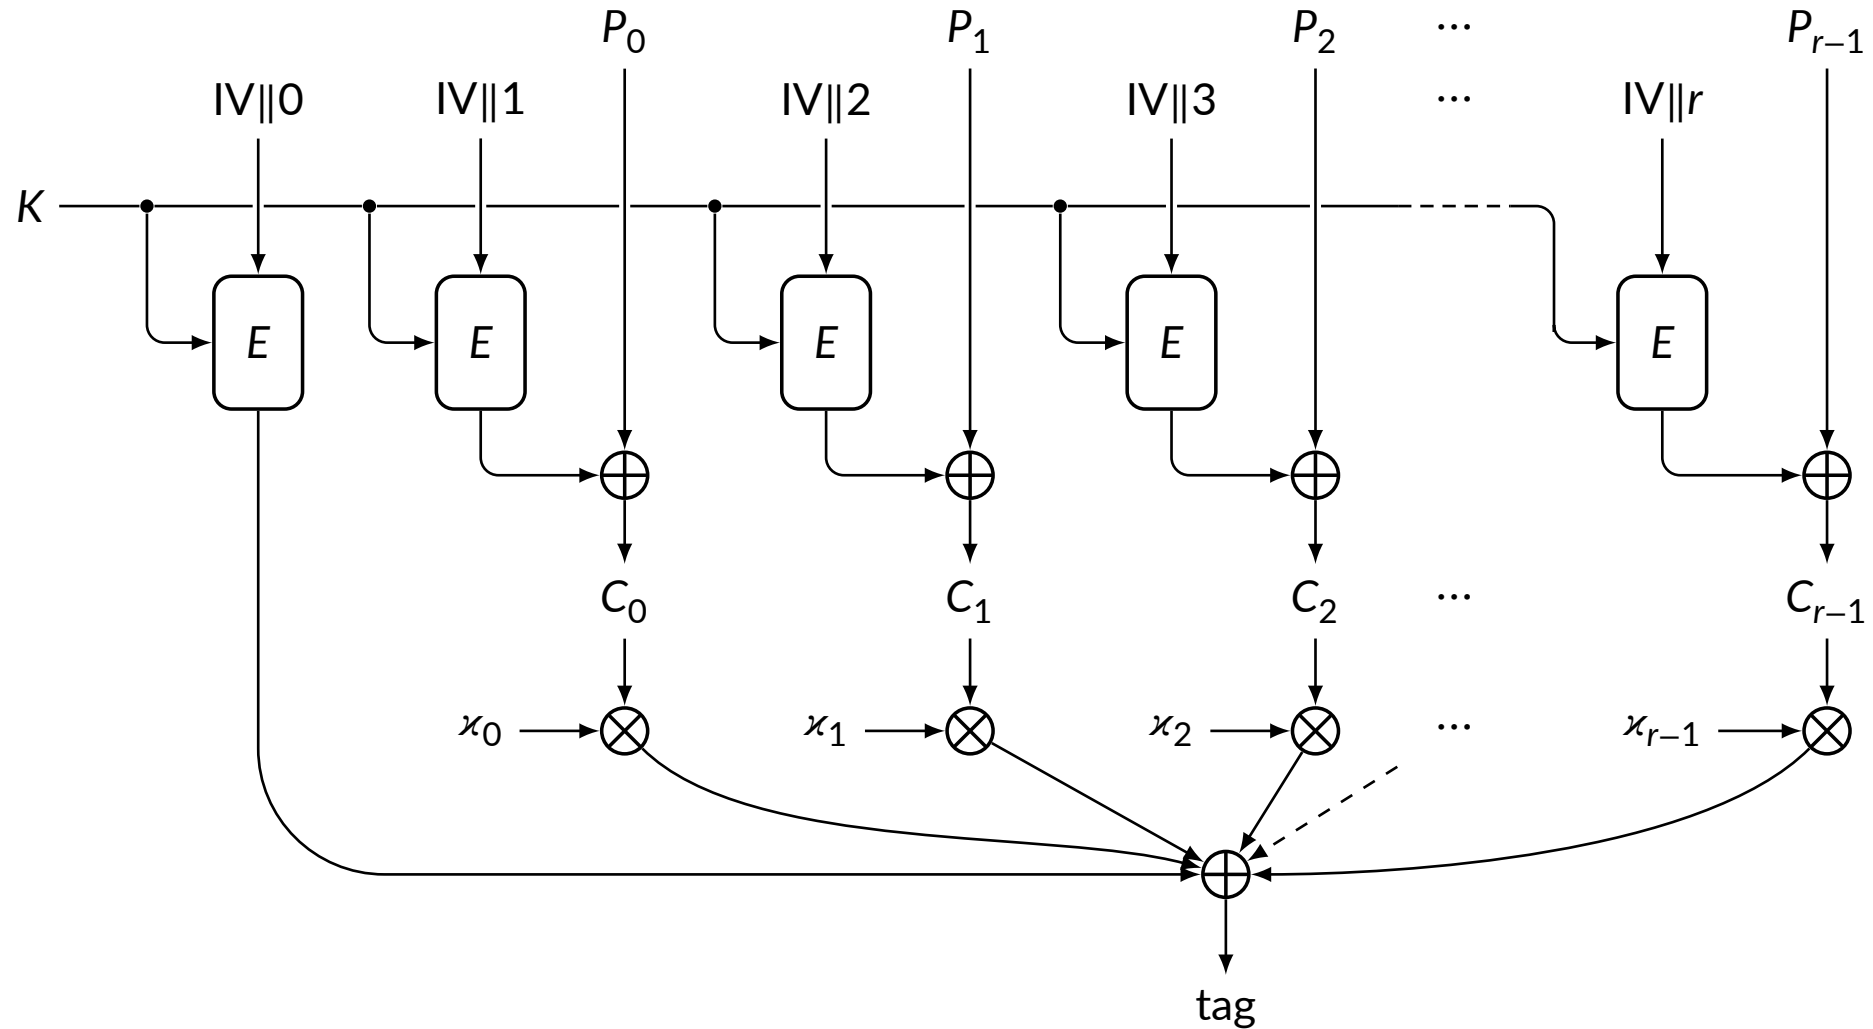 P₀ P₁ P₂ ⋯ Pᵣ₋₁
IV‖0 IV‖1 IV‖2 IV‖3 ⋯ IV‖r
K
E E E E E
C₀ C₁ C₂ ⋯ Cᵣ₋₁
ϰ₀ ϰ₁ ϰ₂ ⋯ ϰᵣ₋₁
tag